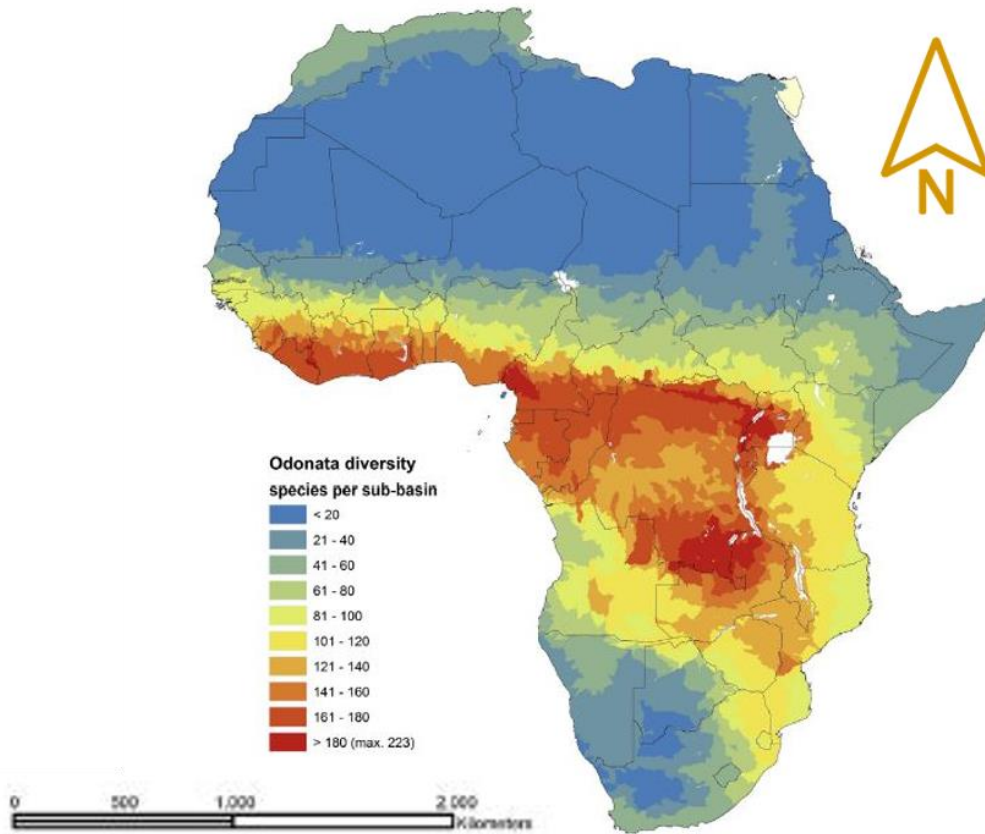 N
Odonata diversity
species per sub-basin
< 20
21 - 40
41 - 60
61 - 80
81 - 100
101 - 120
121 - 140
141 - 160
161 - 180
> 180 (max. 223)
0 500 1,000 2,000
Kilometers